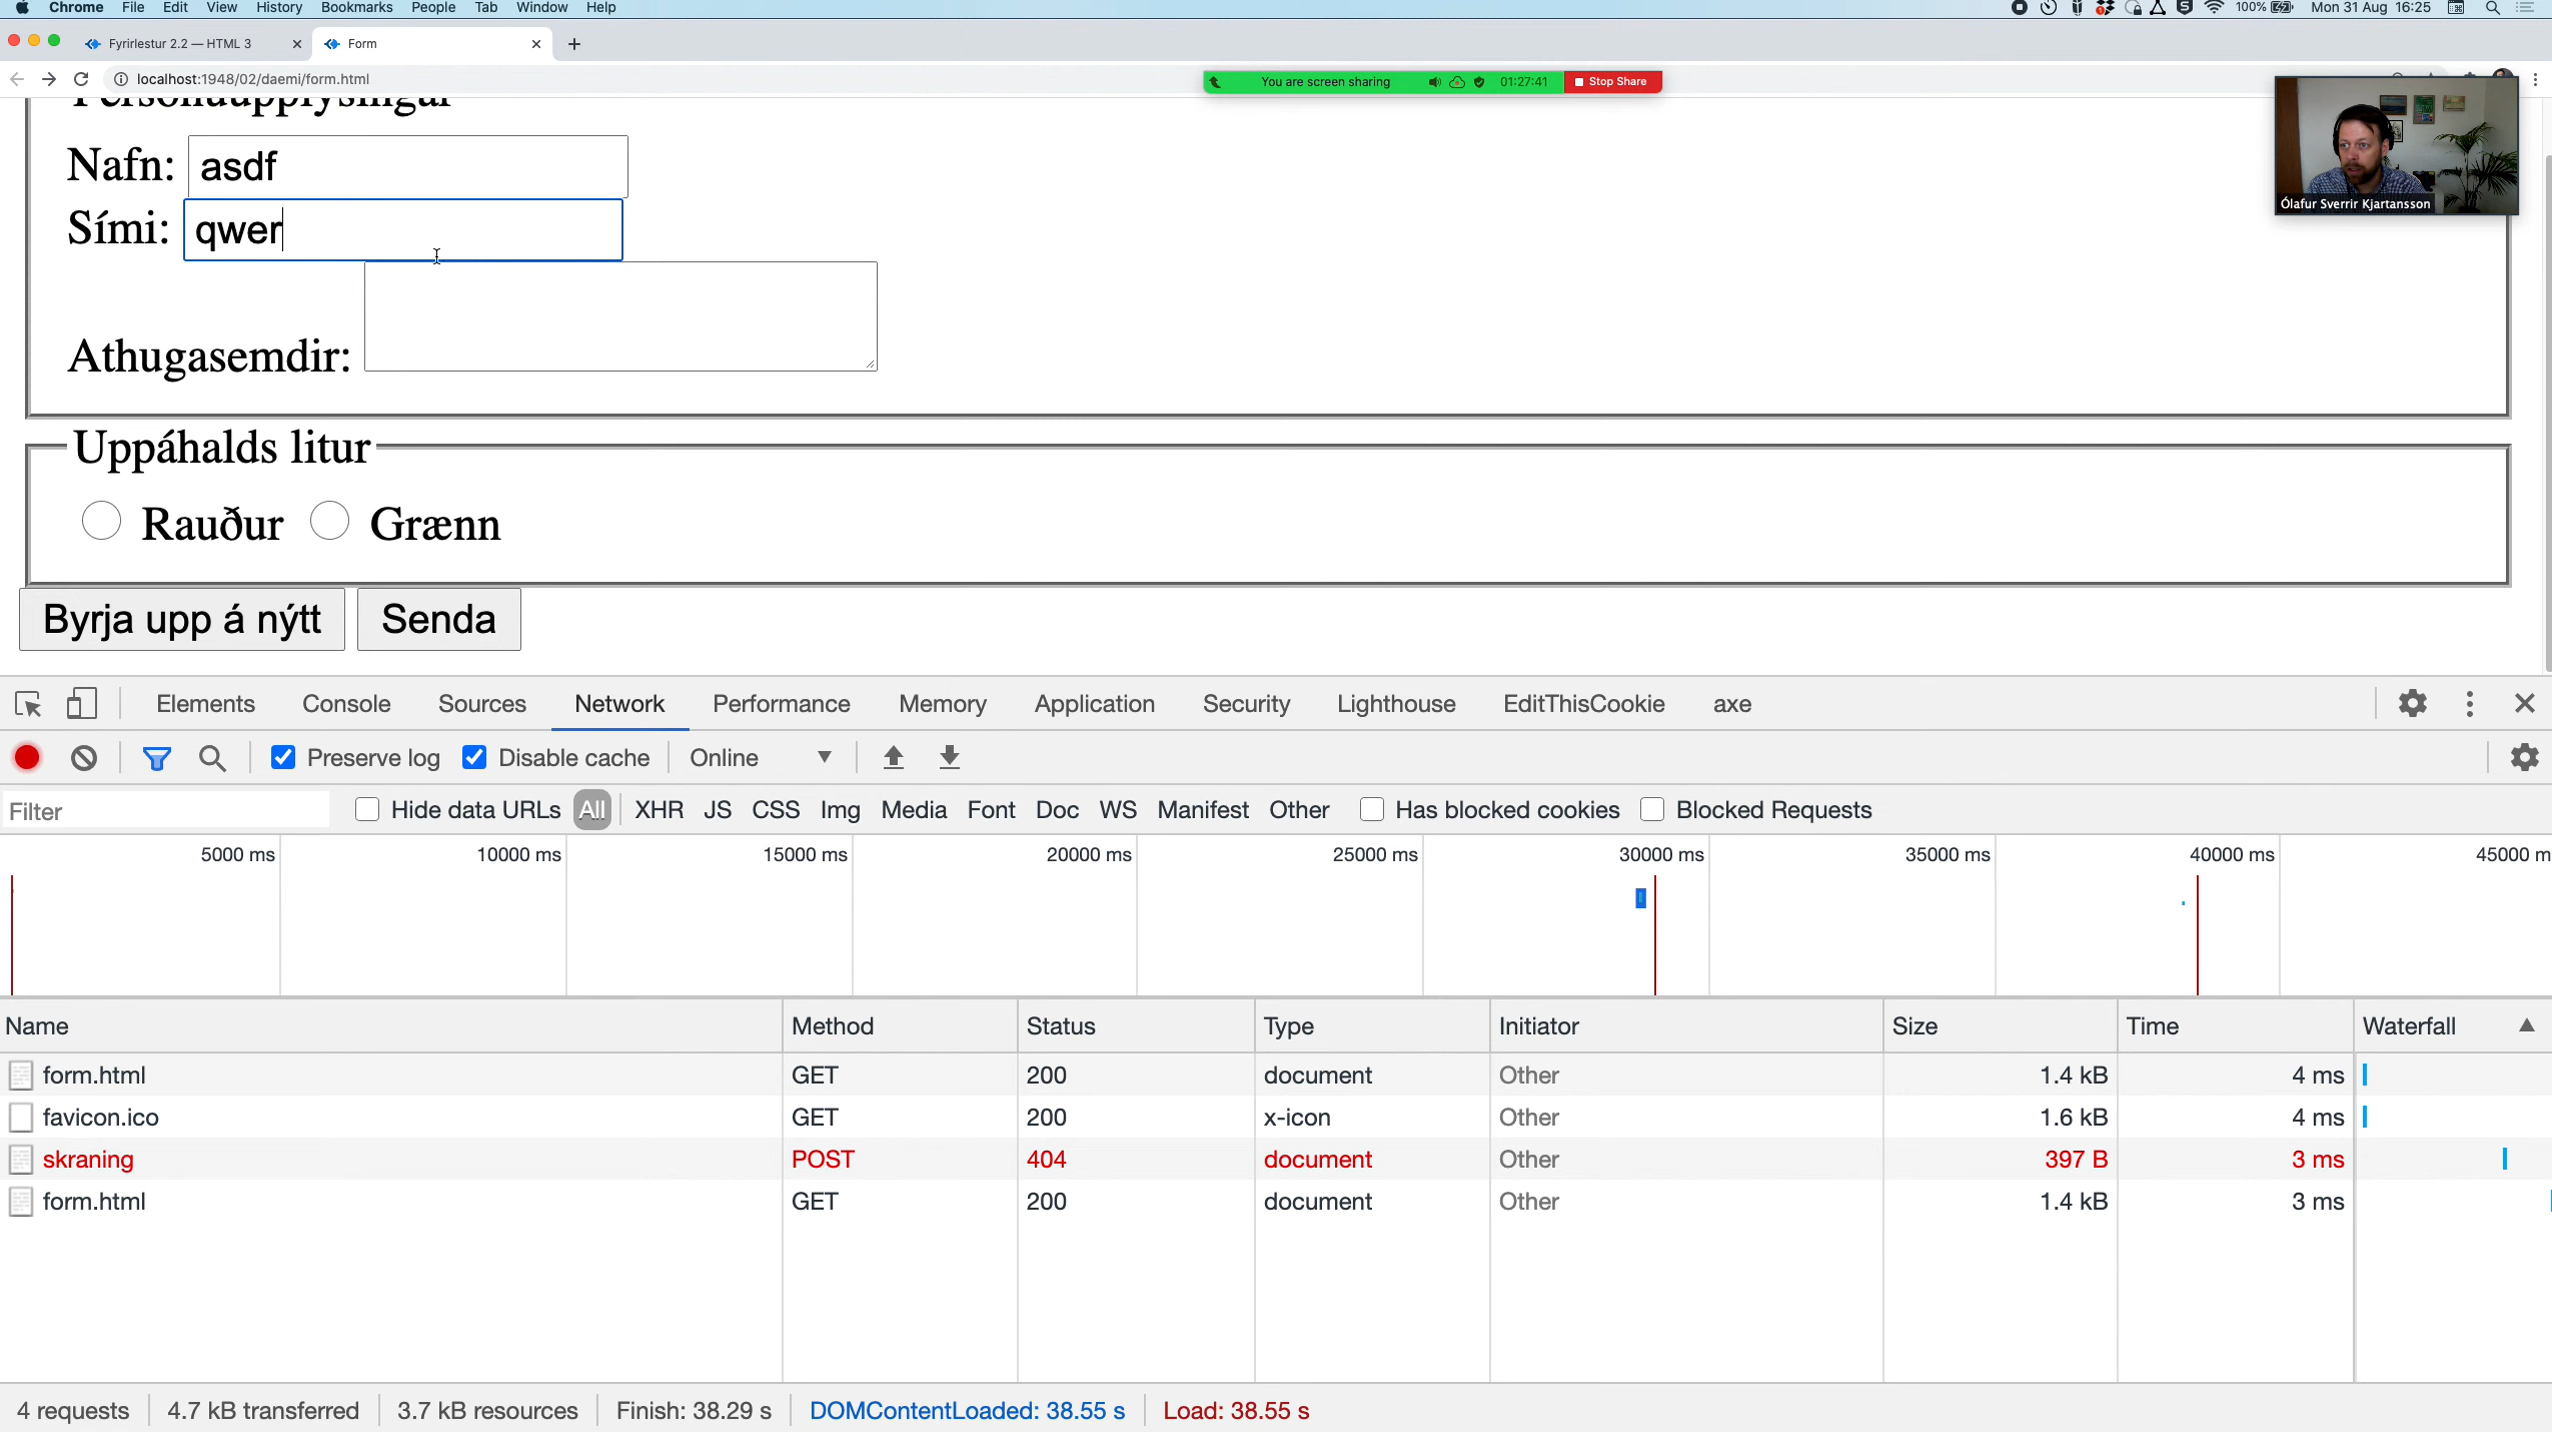 Chrome File Edit View History Bookmarks People Tab Window Help 100% Mon 31 Aug 16:25
Fyrirlestur 2.2 — HTML 3 Form
localhost:1948/02/daemi/form.html
You are screen sharing 01:27:41 Stop Share
Ólafur Sverrir Kjartansson
Persónuupplýsingar
Nafn: asdf
Sími: qwer
Athugasemdir:
Uppáhalds litur
Rauður Grænn
Byrja upp á nýtt Senda
Elements Console Sources Network Performance Memory Application Security Lighthouse EditThisCookie axe
Preserve log Disable cache Online
Filter Hide data URLs All XHR JS CSS Img Media Font Doc WS Manifest Other Has blocked cookies Blocked Requests
5000 ms 10000 ms 15000 ms 20000 ms 25000 ms 30000 ms 35000 ms 40000 ms 45000 m
Name Method Status Type Initiator Size Time Waterfall
form.html GET 200 document Other 1.4 kB 4 ms
favicon.ico GET 200 x-icon Other 1.6 kB 4 ms
skraning POST 404 document Other 397 B 3 ms
form.html GET 200 document Other 1.4 kB 3 ms
4 requests 4.7 kB transferred 3.7 kB resources Finish: 38.29 s DOMContentLoaded: 38.55 s Load: 38.55 s